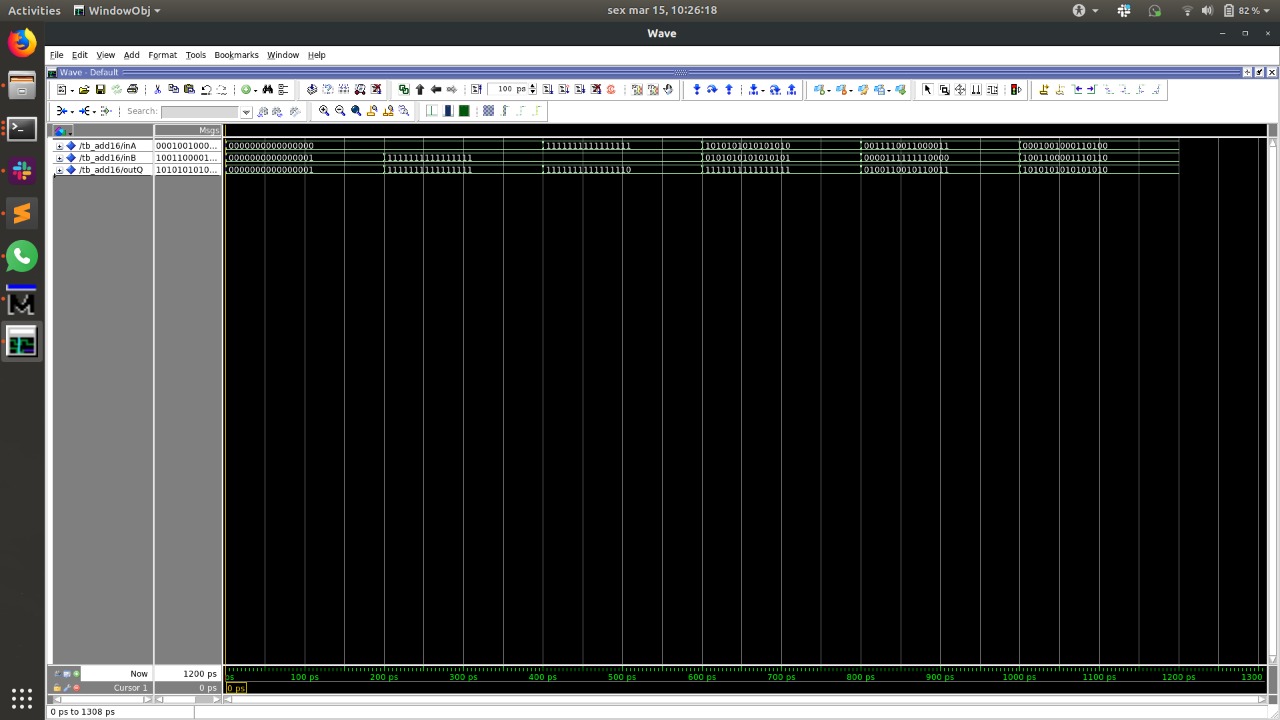 Activities WindowObj sex mar 15, 10:26:18 82 %
Wave
File Edit View Add Format Tools Bookmarks Window Help
Wave - Default
100 ps
Search:
Msgs
/tb_add16/inA 0001001000... 0000000000000000 1111111111111111 1010101010101010 0011110011000011 0001001000110100
/tb_add16/inB 1001100001... 0000000000000001 1111111111111111 0101010101010101 0000111111110000 1001100001110110
/tb_add16/outQ 1010101010... 0000000000000001 1111111111111111 1111111111111110 1111111111111111 0100110010110011 1010101010101010
Now 1200 ps ps 100 ps 200 ps 300 ps 400 ps 500 ps 600 ps 700 ps 800 ps 900 ps 1000 ps 1100 ps 1200 ps 1300
Cursor 1 0 ps 0 ps
0 ps to 1308 ps